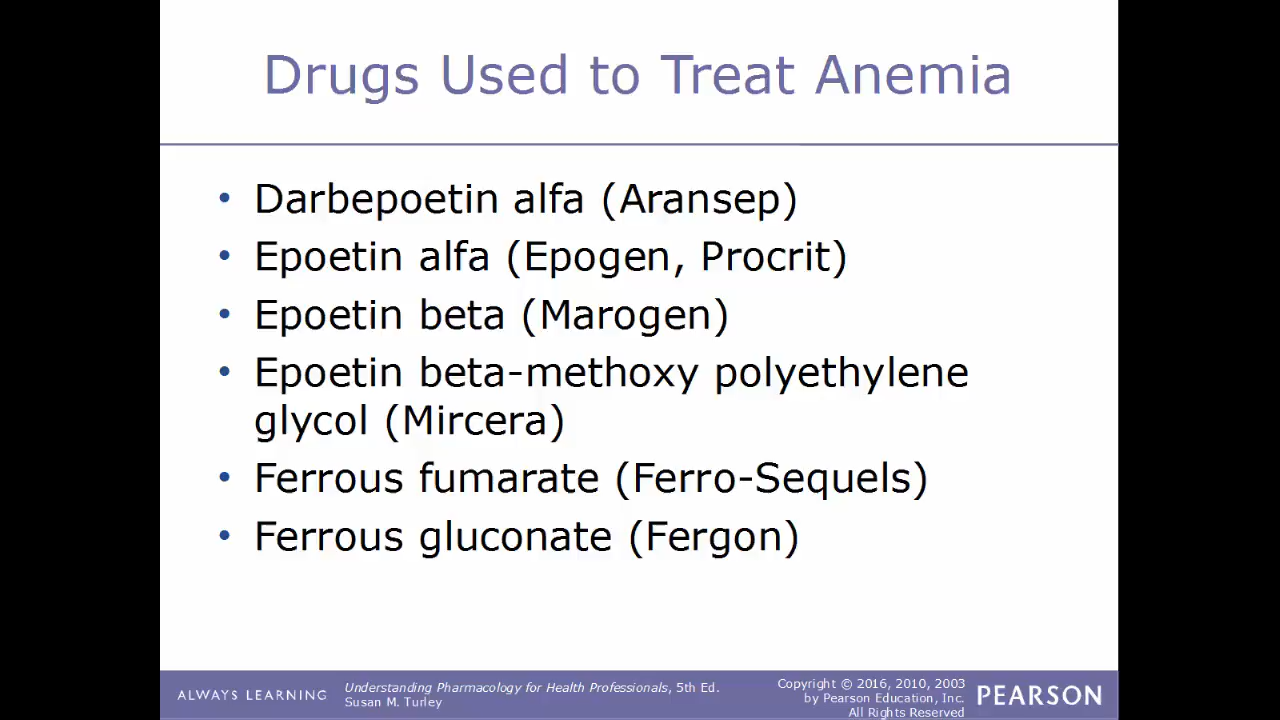 Drugs Used to Treat Anemia
• Darbepoetin alfa (Aransep)
• Epoetin alfa (Epogen, Procrit)
• Epoetin beta (Marogen)
• Epoetin beta-methoxy polyethylene
glycol (Mircera)
• Ferrous fumarate (Ferro-Sequels)
• Ferrous gluconate (Fergon)
ALWAYS LEARNING
Understanding Pharmacology for Health Professionals, 5th Ed.
Susan M. Turley
Copyright © 2016, 2010, 2003
by Pearson Education, Inc.
All Rights Reserved
PEARSON